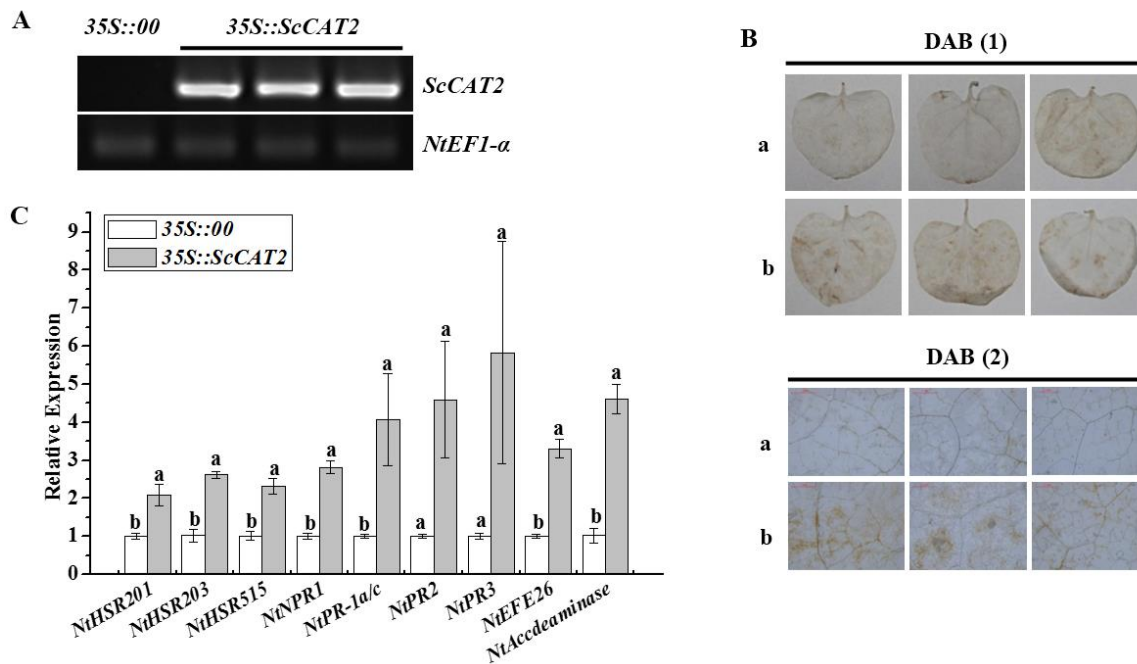 A
35S::00
35S::ScCAT2
ScCAT2
NtEF1-α
B
DAB (1)
a
b
DAB (2)
a
b
C
35S::00
35S::ScCAT2
Relative Expression
9
8
7
6
5
4
3
2
1
0
b a b a b a b a b a a a a a b a b a
NtHSR201
NtHSR203
NtHSR515
NtNPR1
NtPR-1a/c
NtPR2
NtPR3
NtEFE26
NtAccdeaminase